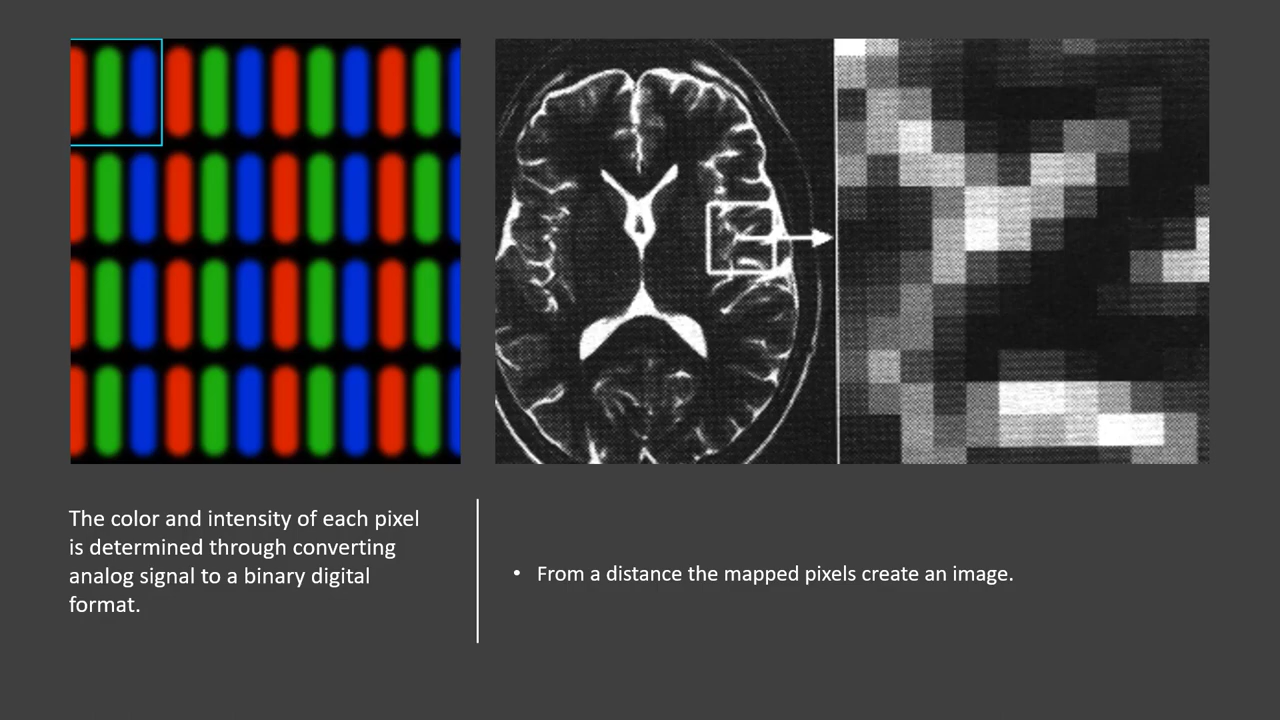 The color and intensity of each pixel
is determined through converting
analog signal to a binary digital
format.
• From a distance the mapped pixels create an image.